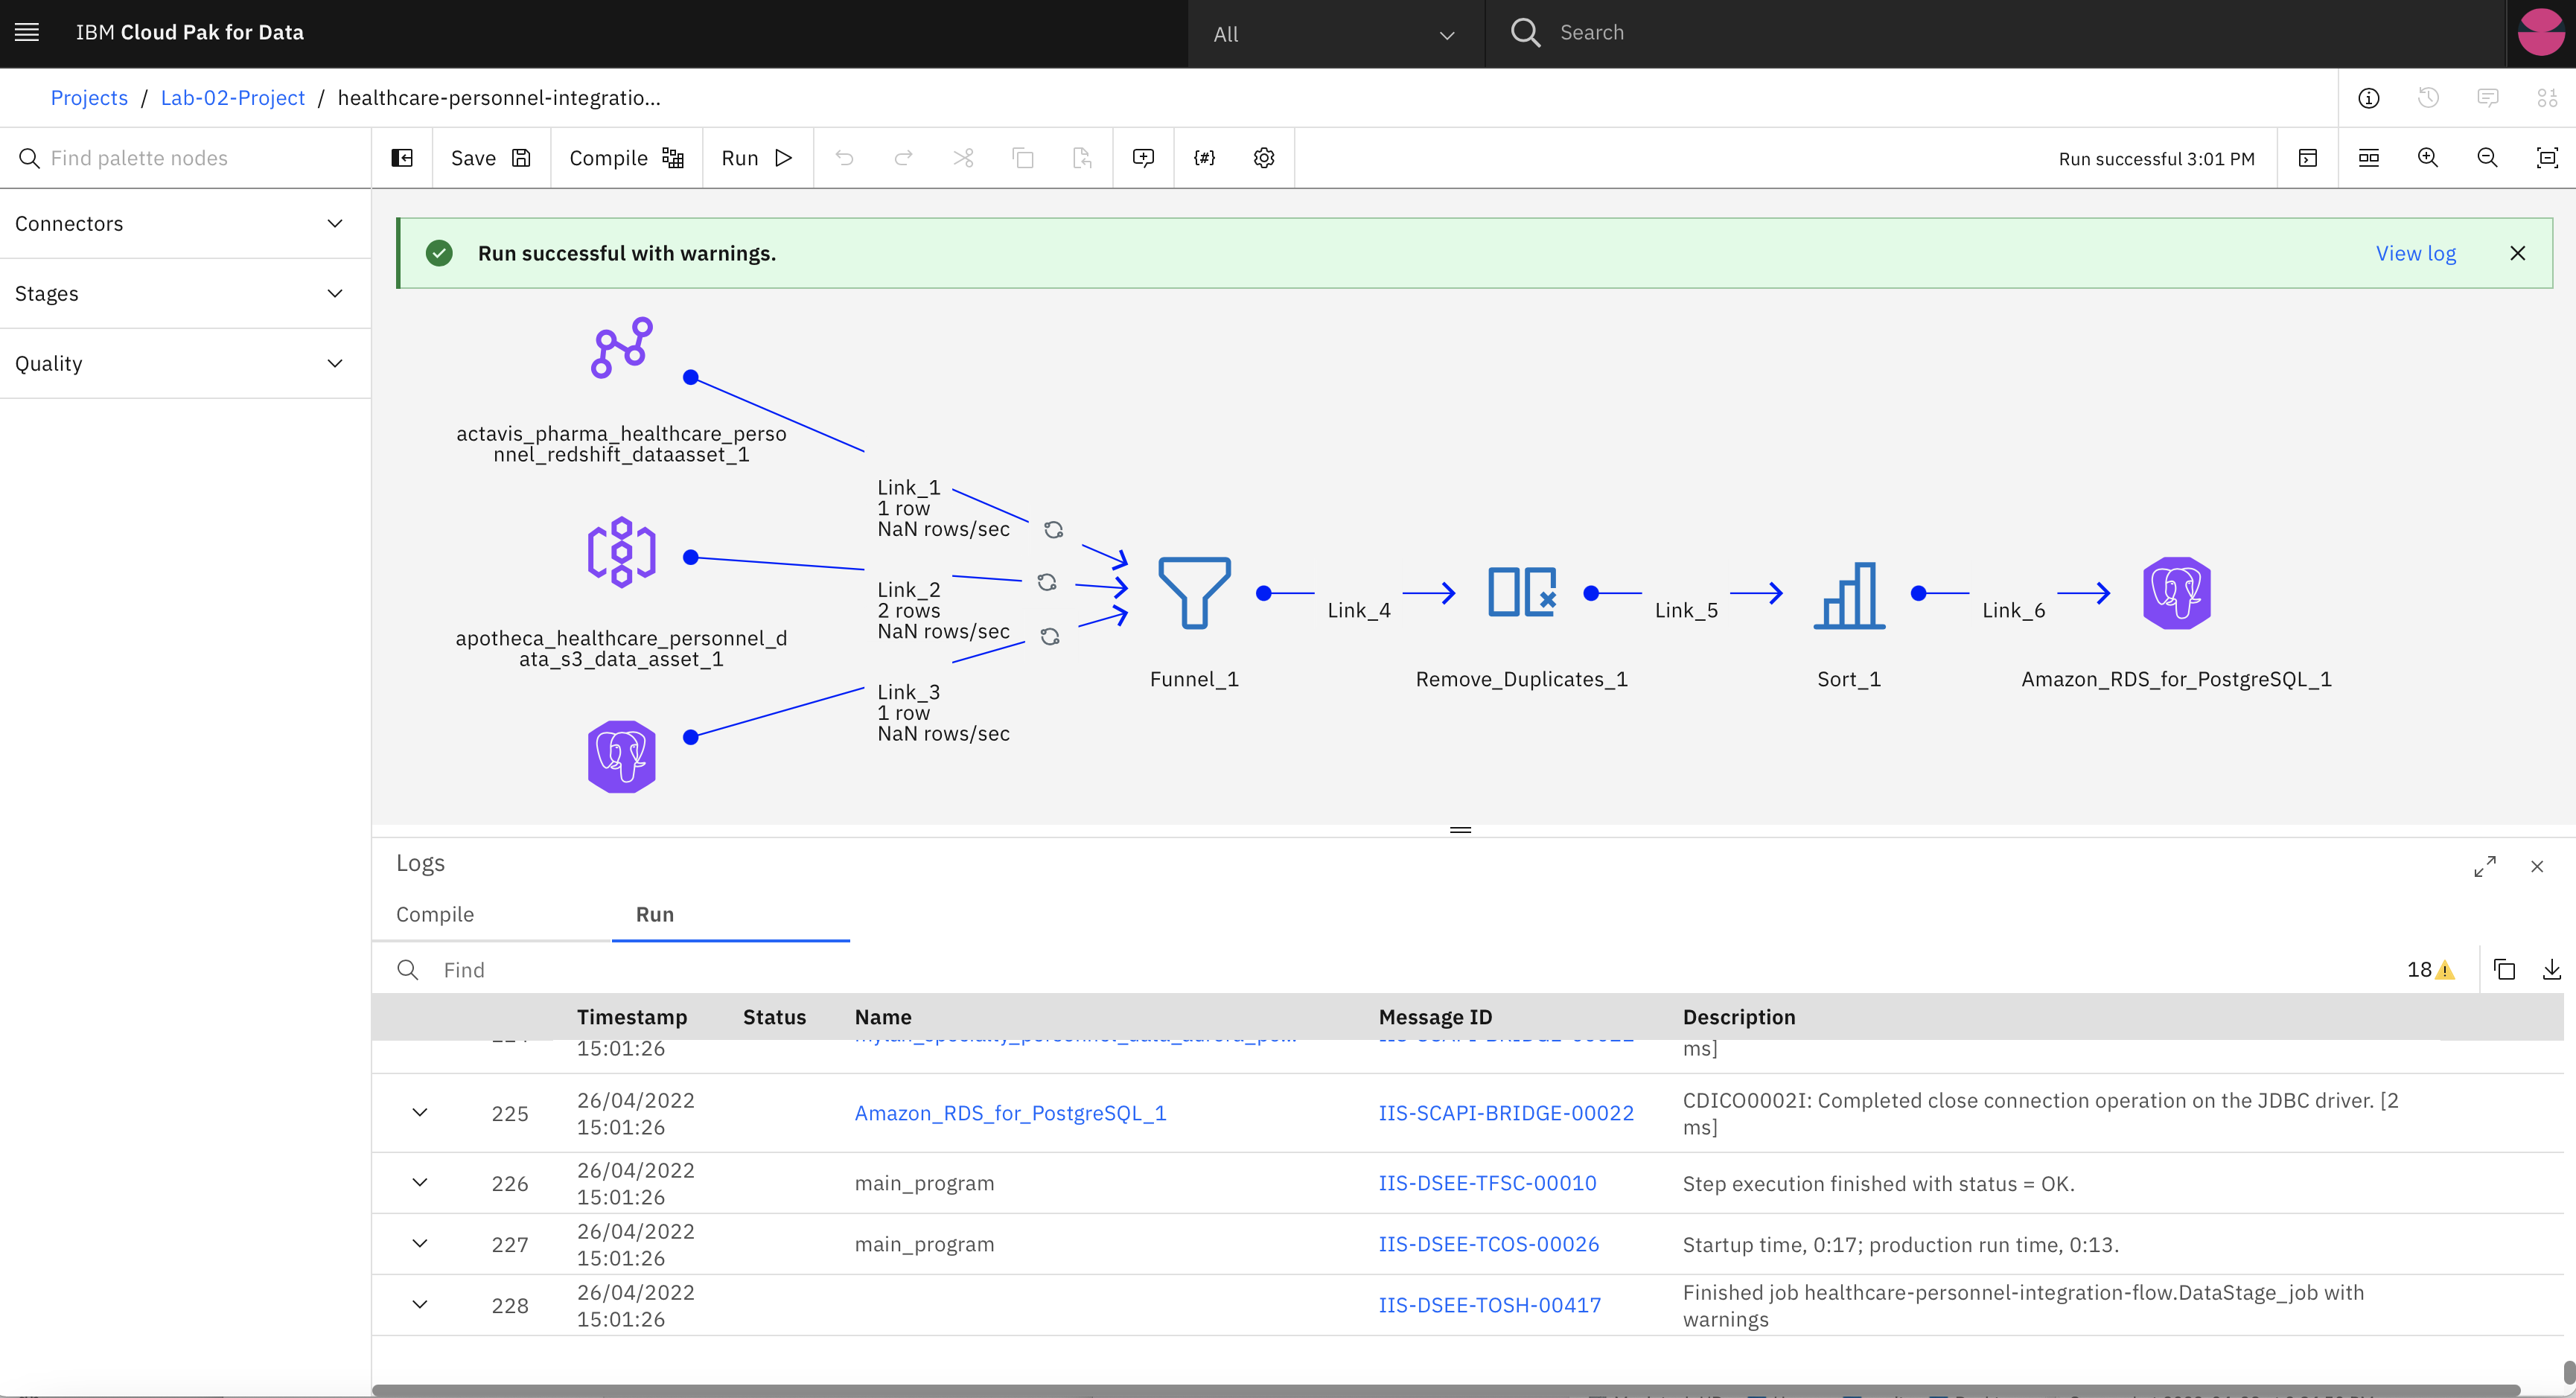 IBM Cloud Pak for Data
All
Search
Projects / Lab-02-Project / healthcare-personnel-integratio...
Find palette nodes
Save
Compile
Run
{#}
Run successful 3:01 PM
Connectors
Stages
Quality
Run successful with warnings.
View log
actavis_pharma_healthcare_perso
nnel_redshift_dataasset_1
Link_1
1 row
NaN rows/sec
apotheca_healthcare_personnel_d
ata_s3_data_asset_1
Link_2
2 rows
NaN rows/sec
Link_3
1 row
NaN rows/sec
Funnel_1
Link_4
Remove_Duplicates_1
Link_5
Sort_1
Link_6
Amazon_RDS_for_PostgreSQL_1
Logs
Compile
Run
Find
18
Timestamp Status Name Message ID Description
15:01:26
ms]
225 26/04/2022 15:01:26 Amazon_RDS_for_PostgreSQL_1 IIS-SCAPI-BRIDGE-00022 CDICO0002I: Completed close connection operation on the JDBC driver. [2
ms]
226 26/04/2022 15:01:26 main_program IIS-DSEE-TFSC-00010 Step execution finished with status = OK.
227 26/04/2022 15:01:26 main_program IIS-DSEE-TCOS-00026 Startup time, 0:17; production run time, 0:13.
228 26/04/2022 15:01:26 IIS-DSEE-TOSH-00417 Finished job healthcare-personnel-integration-flow.DataStage_job with
warnings